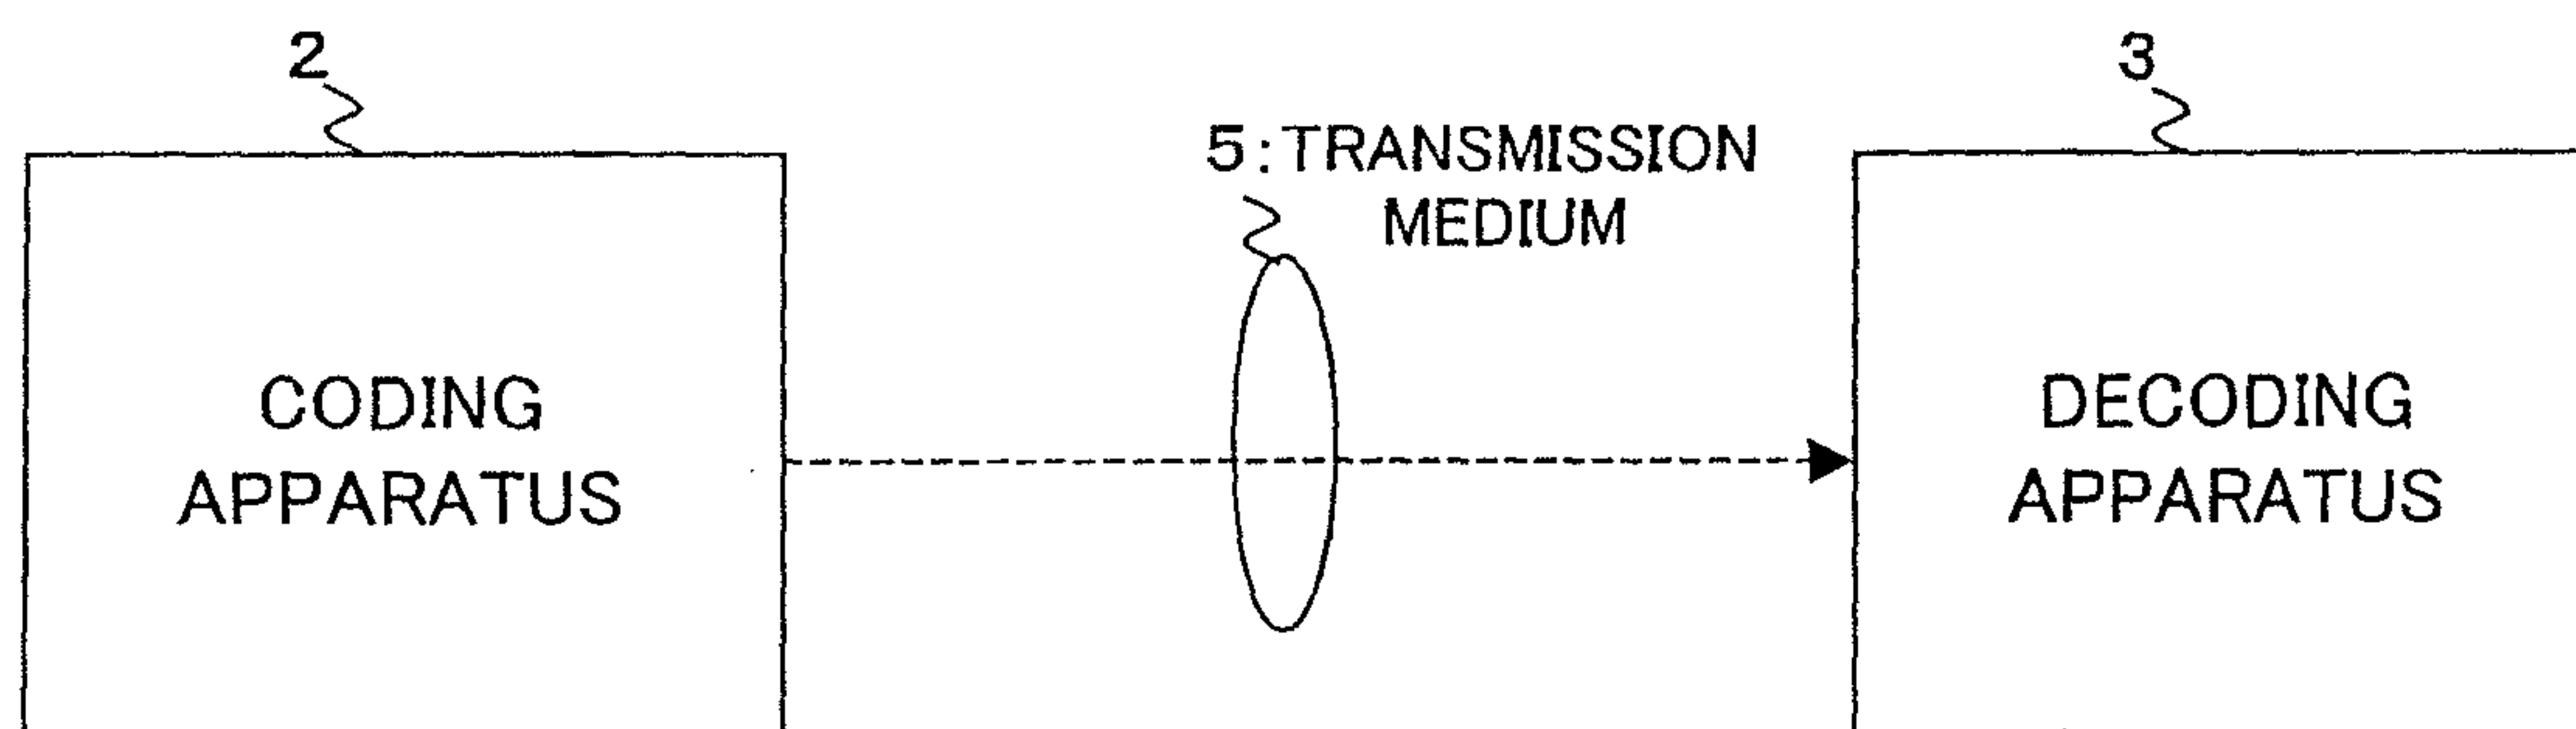 2
3
5:TRANSMISSION
MEDIUM
CODING
APPARATUS
DECODING
APPARATUS